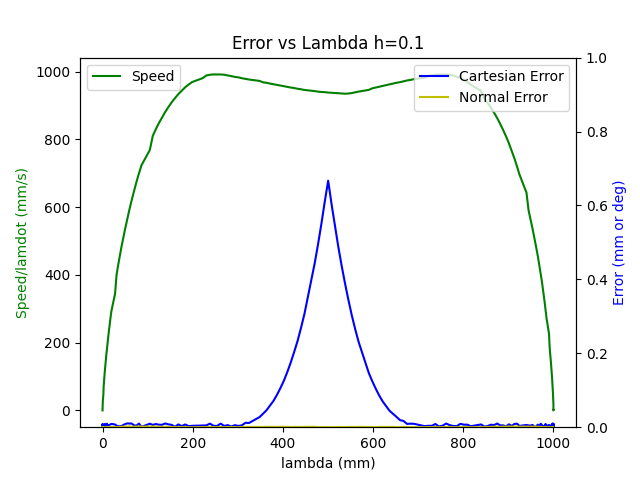 Error vs Lambda h=0.1
Speed
Cartesian Error
Normal Error
Speed/lamdot (mm/s)
1000
800
600
400
200
0
1.0
0.8
0.6
0.4
0.2
0.0
Error (mm or deg)
0 200 400 600 800 1000
lambda (mm)